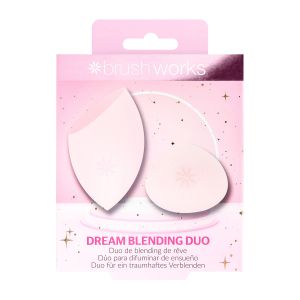 brushworks
DREAM BLENDING DUO
Duo de blending de rêve
Dúo para difuminar de ensueño
Duo für ein traumhaftes Verblenden